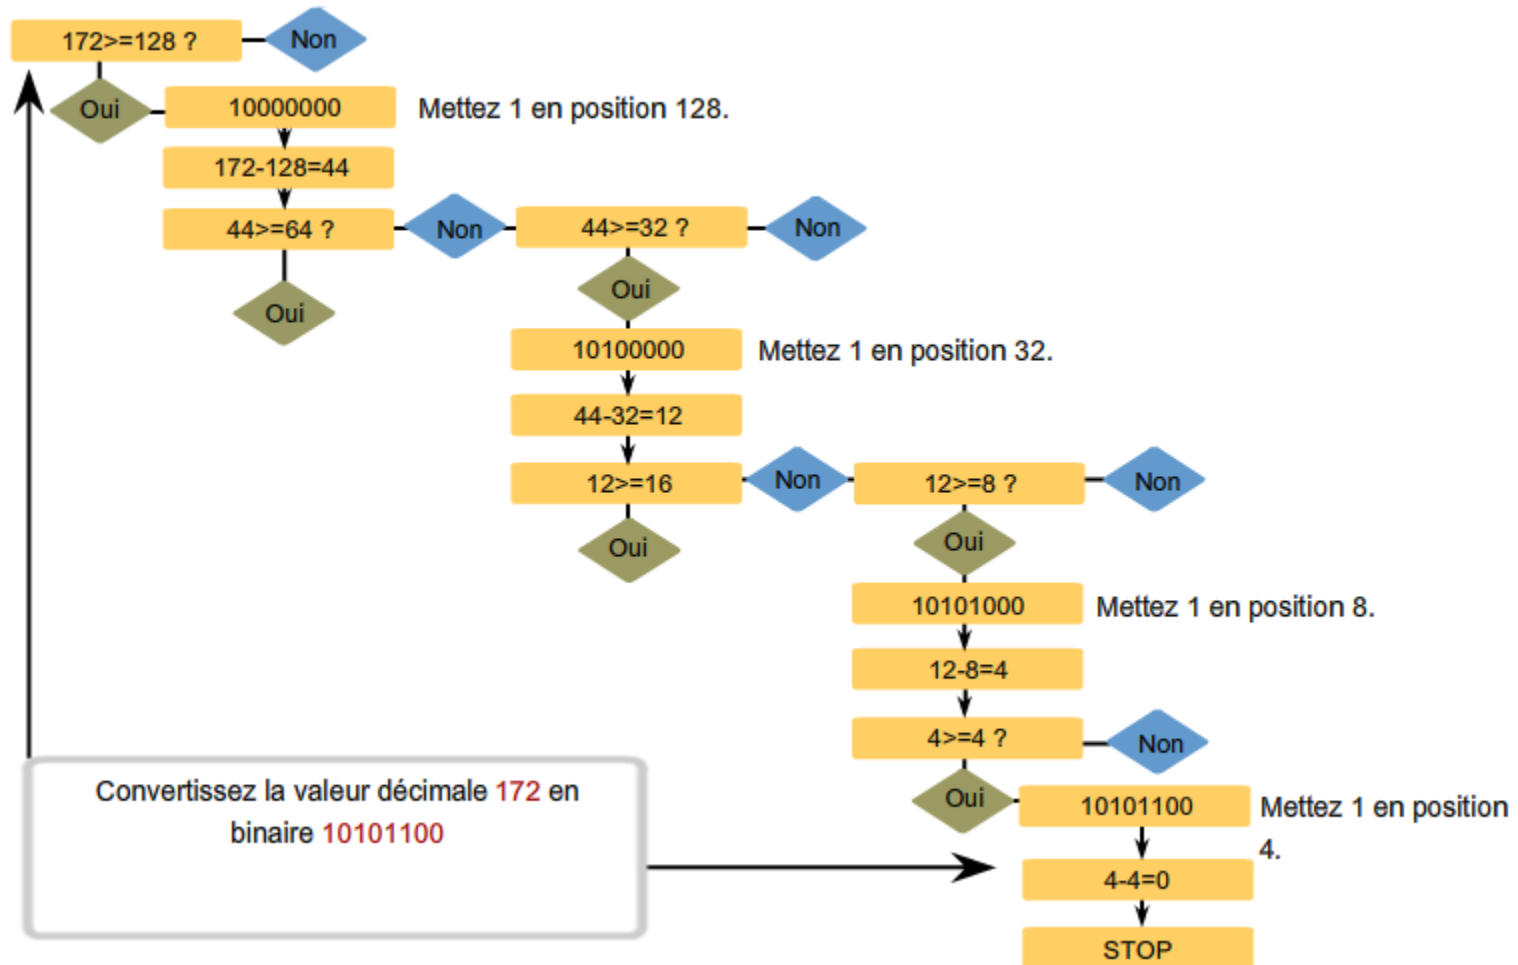 172>=128 ?
Non
Oui
10000000
Mettez 1 en position 128.
172-128=44
44>=64 ?
Non
44>=32 ?
Non
Oui
Oui
10100000
Mettez 1 en position 32.
44-32=12
12>=16
Non
12>=8 ?
Non
Oui
Oui
10101000
Mettez 1 en position 8.
12-8=4
4>=4 ?
Non
Oui
10101100
Mettez 1 en position
4.
4-4=0
STOP
Convertissez la valeur décimale 172 en
binaire 10101100